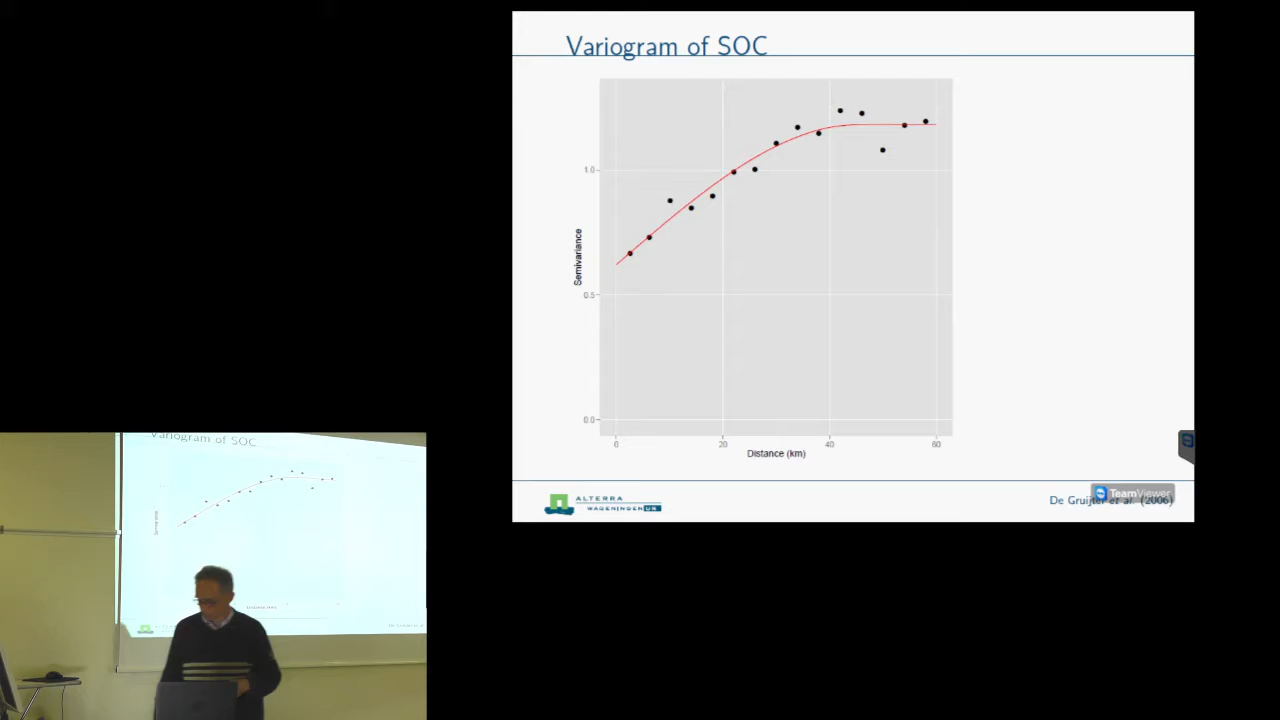 Variogram of SOC
Semivariance
1.0
0.5
0.0
0
20
40
60
Distance (km)
ALTERRA
WAGENINGEN UR
TeamViewer
De Gruijter et al. (2006)
Variogram of SOC